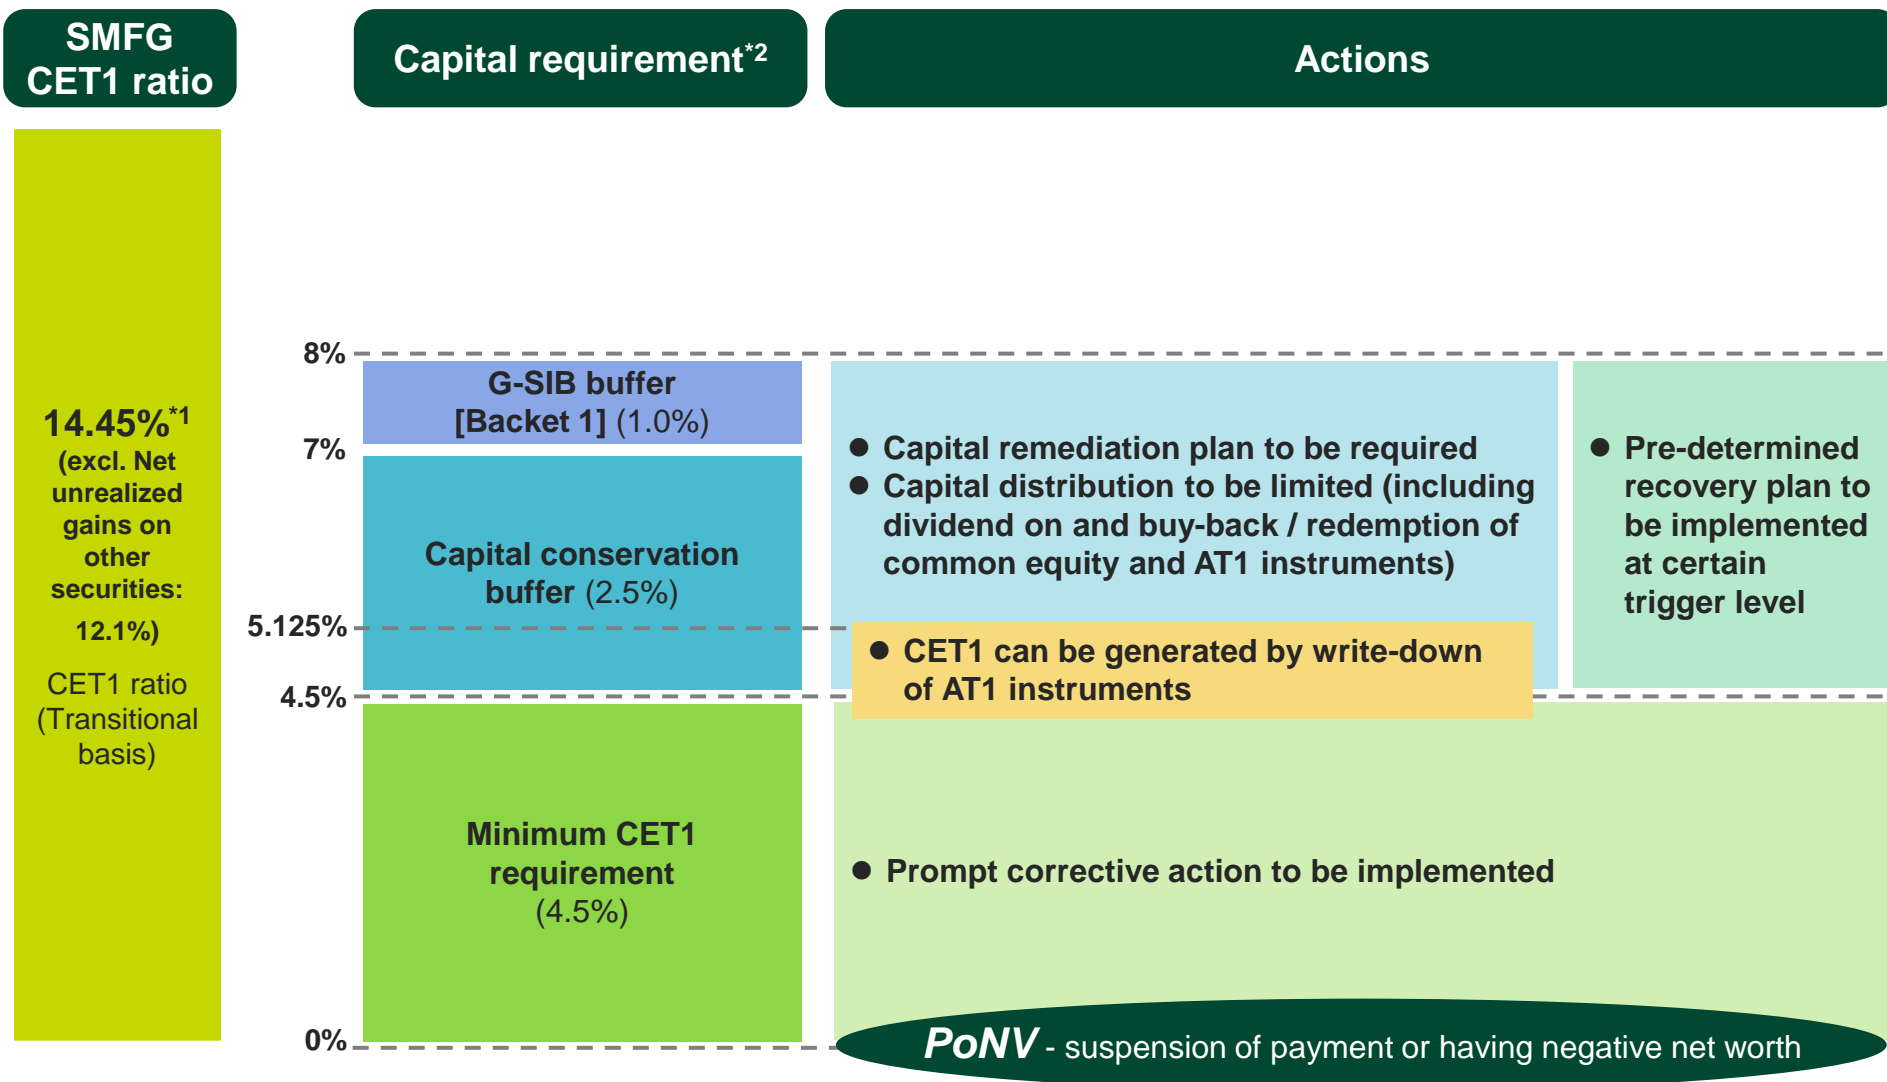 SMFG
CET1 ratio
Capital requirement*2
Actions
14.45%*1
(excl. Net
unrealized
gains on
other
securities:
12.1%)
CET1 ratio
(Transitional
basis)
8%
7%
5.125%
4.5%
0%
G-SIB buffer
[Backet 1] (1.0%)
Capital conservation
buffer (2.5%)
Minimum CET1
requirement
(4.5%)
● Capital remediation plan to be required
● Capital distribution to be limited (including
dividend on and buy-back / redemption of
common equity and AT1 instruments)
● Pre-determined
recovery plan to
be implemented
at certain
trigger level
● CET1 can be generated by write-down
of AT1 instruments
● Prompt corrective action to be implemented
PoNV - suspension of payment or having negative net worth